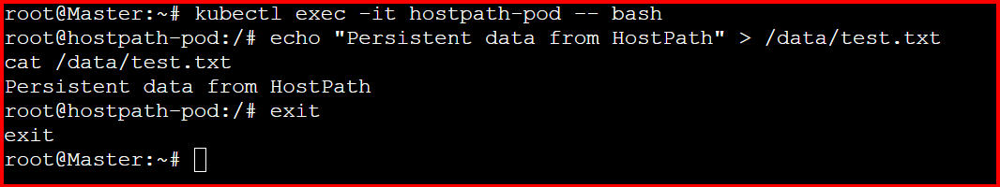 root@Master:~# kubectl exec -it hostpath-pod -- bash
root@hostpath-pod:/# echo "Persistent data from HostPath" > /data/test.txt
cat /data/test.txt
Persistent data from HostPath
root@hostpath-pod:/# exit
exit
root@Master:~#